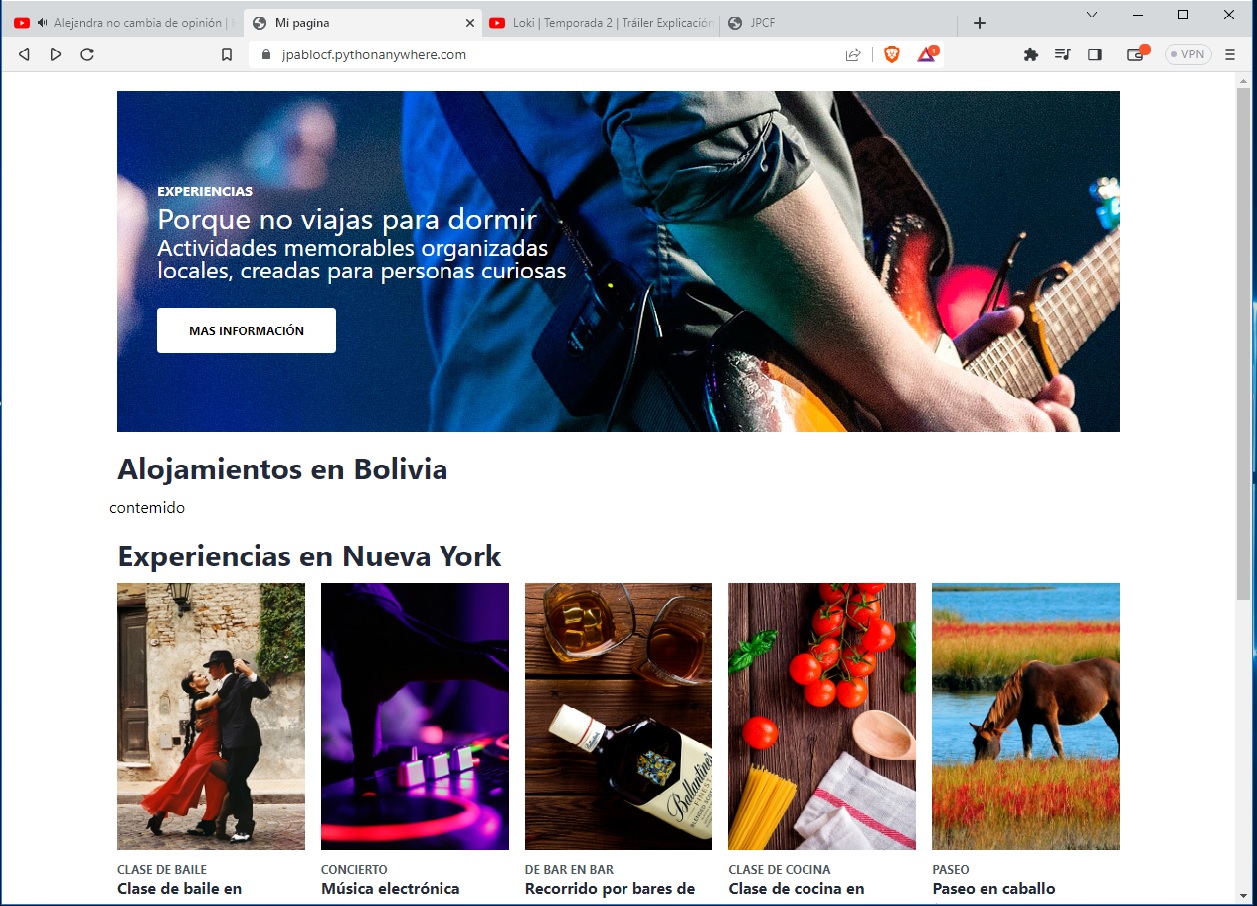 Alejandra no cambia de opinión |
Mi pagina
Loki | Temporada 2 | Tráiler Explicación
JPCF
jpablocf.pythonanywhere.com
1
VPN
EXPERIENCIAS
Porque no viajas para dormir
Actividades memorables organizadas
locales, creadas para personas curiosas
MAS INFORMACIÓN
Alojamientos en Bolivia
contemido
Experiencias en Nueva York
Ballantine's
FINEST
CLASE DE BAILE
Clase de baile en
CONCIERTO
Música electrónica
DE BAR EN BAR
Recorrido por bares de
CLASE DE COCINA
Clase de cocina en
PASEO
Paseo en caballo